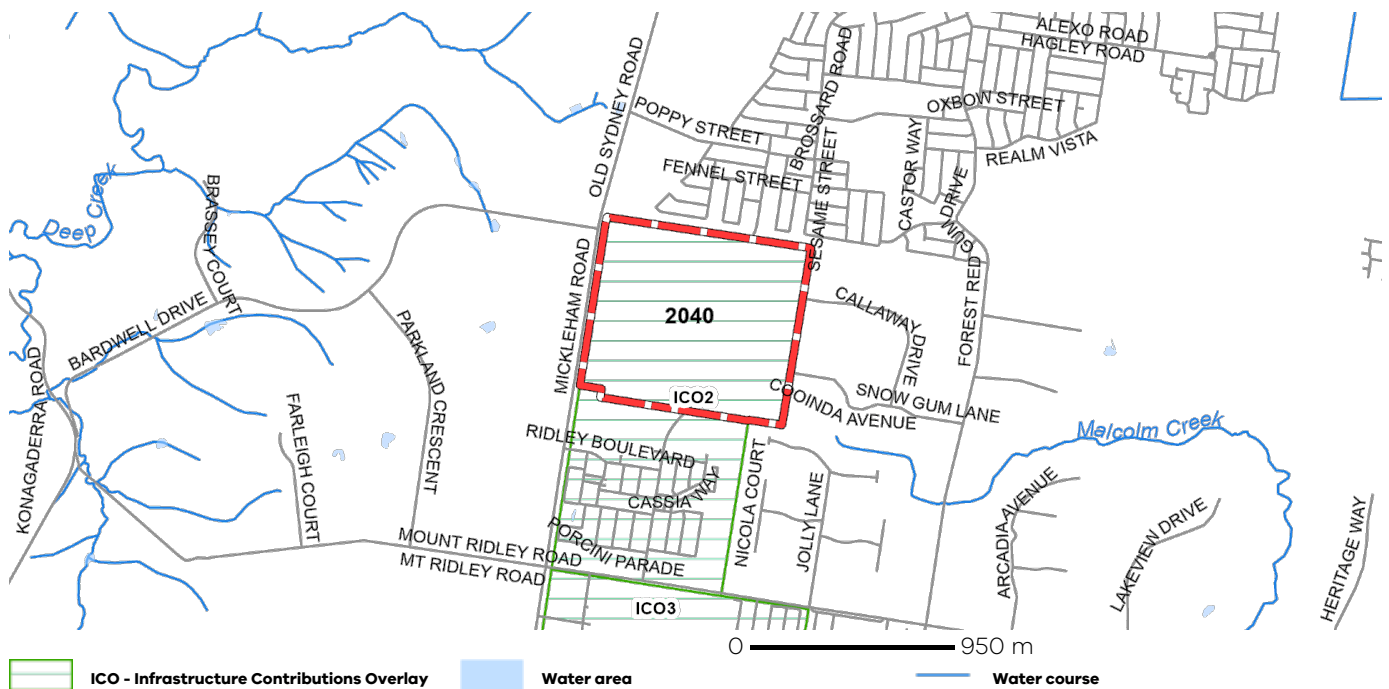 ALEXO ROAD
HAGLEY ROAD
OLD SYDNEY ROAD
BROSSARD ROAD
POPPY STREET
OXBOW STREET
CASTOR WAY
REALM VISTA
FENNEL STREET
SESAME STREET
Deep Creek
BRASSEY COURT
GUM DRIVE
FOREST RED
MICKLEHAM ROAD
2040
CALLAWAY DRIVE
BARDWELL DRIVE
PARKLAND CRESCENT
KONAGADERRA ROAD
FARLEIGH COURT
ICO2
COOINDA AVENUE
SNOW GUM LANE
Malcolm Creek
RIDLEY BOULEVARD
CASSIA WAY
NICOLA COURT
JOLLY LANE
ARCADIA AVENUE
LAKEVIEW DRIVE
HERITAGE WAY
PORCINI PARADE
MOUNT RIDLEY ROAD
MT RIDLEY ROAD
ICO3
0 950 m
ICO - Infrastructure Contributions Overlay
Water area
Water course